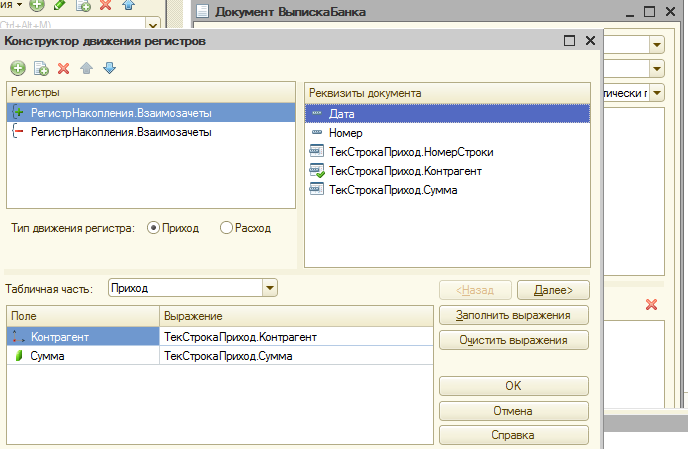 Ctrl+Alt+M)
Документ ВыпискаБанка
Конструктор движения регистров
Регистры
РегистрНакопления.Взаимозачеты
РегистрНакопления.Взаимозачеты
Реквизиты документа
Дата
Номер
ТекСтрокаПриход.НомерСтроки
ТекСтрокаПриход.Контрагент
ТекСтрокаПриход.Сумма
Тип движения регистра: Приход Расход
Табличная часть: Приход
<Назад Далее>
Поле Выражение
Контрагент ТекСтрокаПриход.Контрагент
Сумма ТекСтрокаПриход.Сумма
Заполнить выражения
Очистить выражения
OK
Отмена
Справка